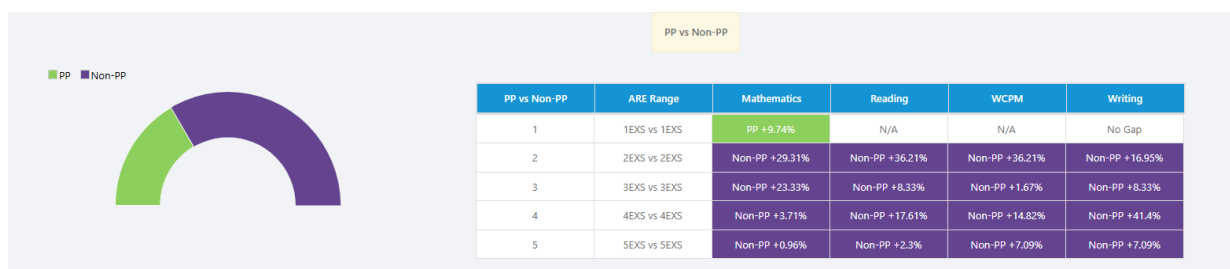 PP vs Non-PP
PP Non-PP
PP vs Non-PP ARE Range Mathematics Reading WCPM Writing
1 1EXS vs 1EXS PP +9.74% N/A N/A No Gap
2 2EXS vs 2EXS Non-PP +29.31% Non-PP +36.21% Non-PP +36.21% Non-PP +16.95%
3 3EXS vs 3EXS Non-PP +23.33% Non-PP +8.33% Non-PP +1.67% Non-PP +8.33%
4 4EXS vs 4EXS Non-PP +3.71% Non-PP +17.61% Non-PP +14.82% Non-PP +41.4%
5 5EXS vs 5EXS Non-PP +0.96% Non-PP +2.3% Non-PP +7.09% Non-PP +7.09%